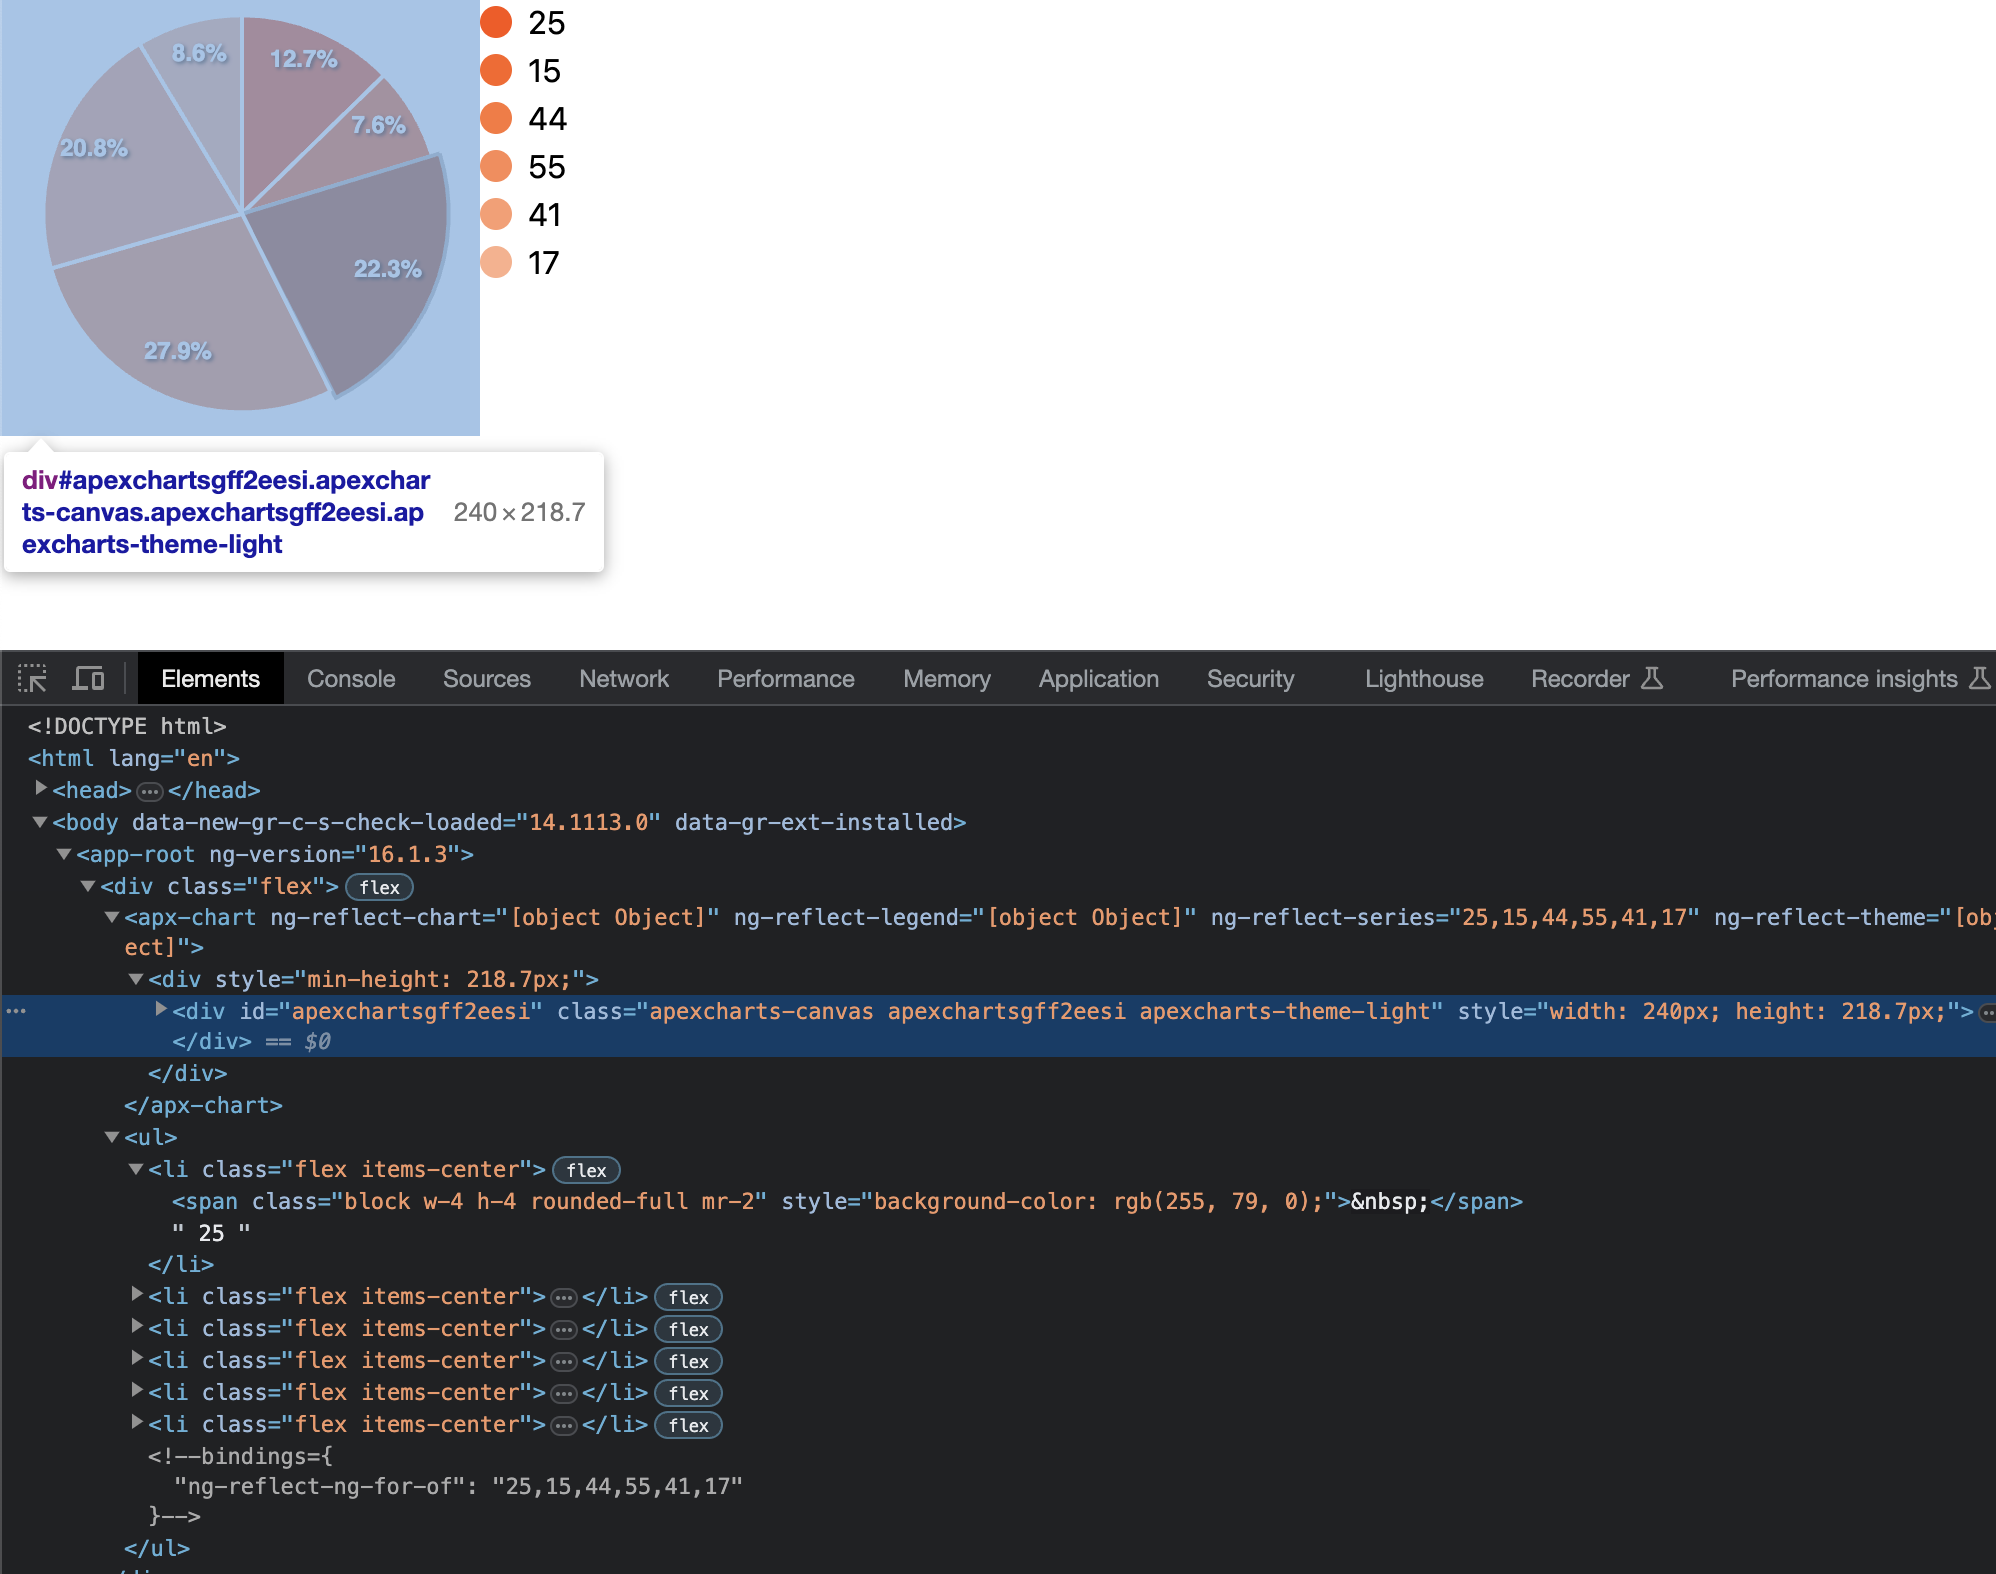 8.6%
12.7%
7.6%
20.8%
22.3%
27.9%
25
15
44
55
41
17
div#apexchartsgff2eesi.apexchar
ts-canvas.apexchartsgff2eesi.ap
excharts-theme-light
240 × 218.7
Elements Console Sources Network Performance Memory Application Security Lighthouse Recorder Performance insights
<!DOCTYPE html>
<html lang="en">
<head> ••• </head>
<body data-new-gr-c-s-check-loaded="14.1113.0" data-gr-ext-installed>
<app-root ng-version="16.1.3">
<div class="flex"> flex
<apx-chart ng-reflect-chart="[object Object]" ng-reflect-legend="[object Object]" ng-reflect-series="25,15,44,55,41,17" ng-reflect-theme="[obj
ect]">
<div style="min-height: 218.7px;">
<div id="apexchartsgff2eesi" class="apexcharts-canvas apexchartsgff2eesi apexcharts-theme-light" style="width: 240px; height: 218.7px;">
</div> == $0
</div>
</apx-chart>
<ul>
<li class="flex items-center"> flex
<span class="block w-4 h-4 rounded-full mr-2" style="background-color: rgb(255, 79, 0);">&nbsp;</span>
" 25 "
</li>
<li class="flex items-center"> ••• </li> flex
<li class="flex items-center"> ••• </li> flex
<li class="flex items-center"> ••• </li> flex
<li class="flex items-center"> ••• </li> flex
<li class="flex items-center"> ••• </li> flex
<!--bindings={
"ng-reflect-ng-for-of": "25,15,44,55,41,17"
}-->
</ul>